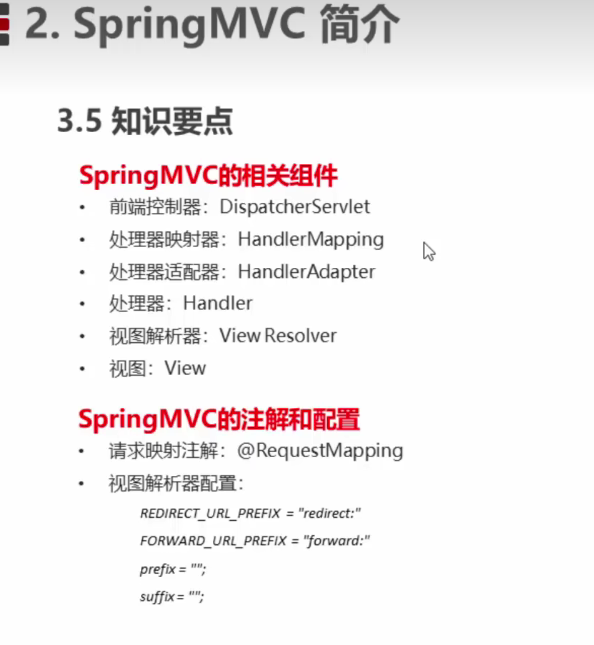 2. SpringMVC 简介
3.5 知识要点
SpringMVC的相关组件
• 前端控制器：DispatcherServlet
• 处理器映射器：HandlerMapping
• 处理器适配器：HandlerAdapter
• 处理器：Handler
• 视图解析器：View Resolver
• 视图：View
SpringMVC的注解和配置
• 请求映射注解：@RequestMapping
• 视图解析器配置：
REDIRECT_URL_PREFIX = "redirect:"
FORWARD_URL_PREFIX = "forward:"
prefix = "";
suffix = "";